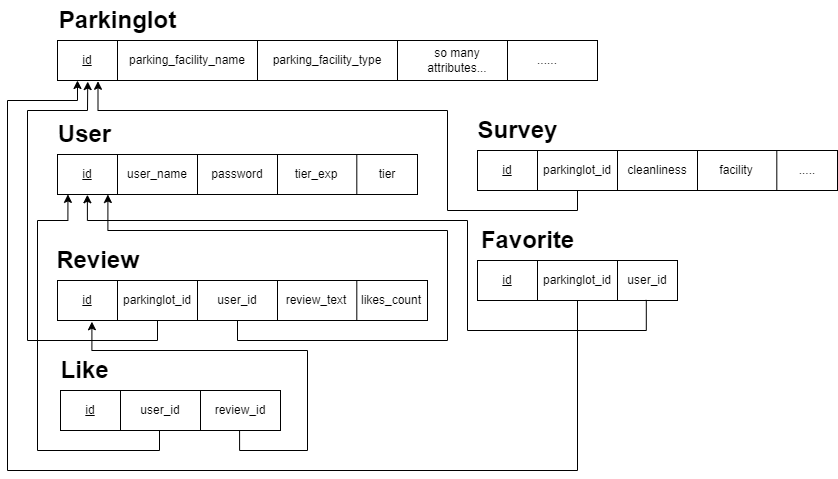 Parkinglot
id parking_facility_name parking_facility_type so many
attributes... ......
User
id user_name password tier_exp tier
Survey
id parkinglot_id cleanliness facility .....
Favorite
id parkinglot_id user_id
Review
id parkinglot_id user_id review_text likes_count
Like
id user_id review_id